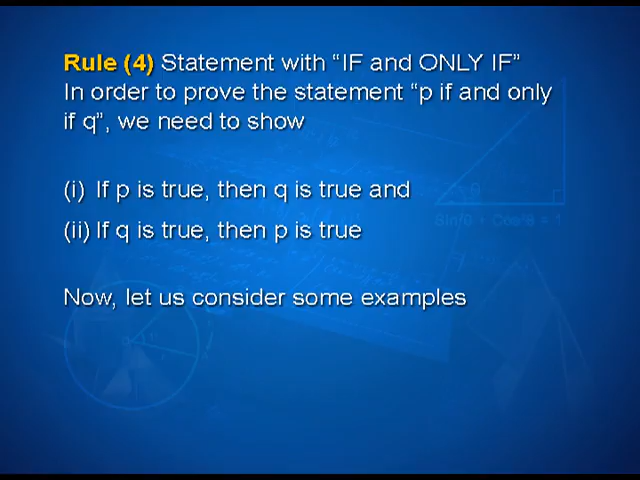 Rule (4) Statement with “IF and ONLY IF”
In order to prove the statement “p if and only
if q”, we need to show
(i) If p is true, then q is true and
(ii) If q is true, then p is true
Now, let us consider some examples